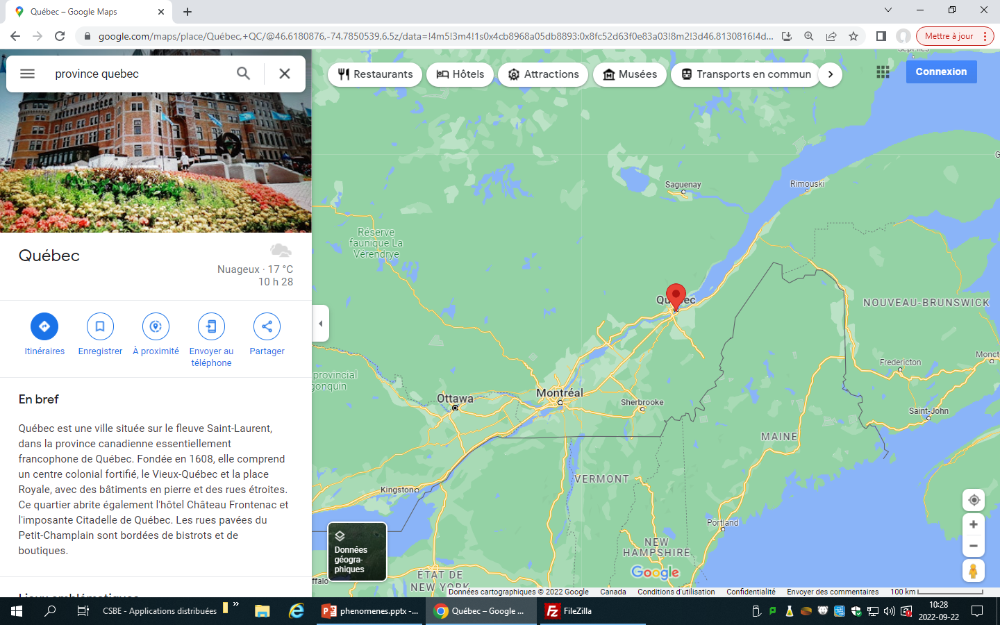 Québec – Google Maps
google.com/maps/place/Québec,+QC/@46.6180876,-74.7850539,6.5z/data=!4m5!3m4!1s0x4cb8968a05db8893:0x8fc52d63f0e83a03!8m2!3d46.8130816!4d...
Mettre à jour
province quebec
Restaurants
Hôtels
Attractions
Musées
Transports en commun
Connexion
Québec
Nuageux · 17 °C
10 h 28
Itinéraires
Enregistrer
À proximité
Envoyer au
téléphone
Partager
En bref
Québec est une ville située sur le fleuve Saint-Laurent,
dans la province canadienne essentiellement
francophone de Québec. Fondée en 1608, elle comprend
un centre colonial fortifié, le Vieux-Québec et la place
Royale, avec des bâtiments en pierre et des rues étroites.
Ce quartier abrite également l'hôtel Château Frontenac et
l'imposante Citadelle de Québec. Les rues pavées du
Petit-Champlain sont bordées de bistrots et de
boutiques.
Lieux emblématiques
Saguenay
Rimouski
Réserve
faunique La
Vérendrye
Québec
NOUVEAU-BRUNSWICK
Monct
Fredericton
provincial
gonquin
Ottawa
Montréal
Sherbrooke
Saint-John
MAINE
VERMONT
Kingston
Portland
NEW
HAMPSHIRE
Données
géogra-
phiques
Google
ffalo
ÉTAT DE
NEW YORK
Données cartographiques © 2022 Google
Canada
Conditions d'utilisation
Confidentialité
Envoyer des commentaires
100 km
CSBE - Applications distribuées
»
phenomenes.pptx -...
Québec – Google ...
FileZilla
10:28
2022-09-22